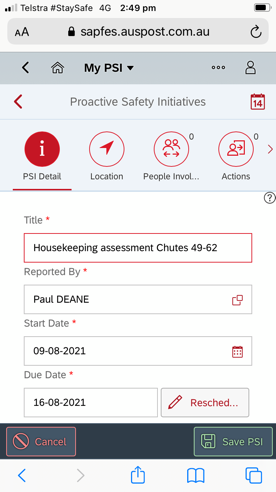 Telstra #StaySafe 4G 2:49 pm
AA sapfes.auspost.com.au
My PSI
Proactive Safety Initiatives
14
0 0
PSI Detail Location People Invol... Actions
Title *
Housekeeping assessment Chutes 49-62
Reported By *
Paul DEANE
Start Date *
09-08-2021
Due Date *
16-08-2021 Resched...
Cancel Save PSI